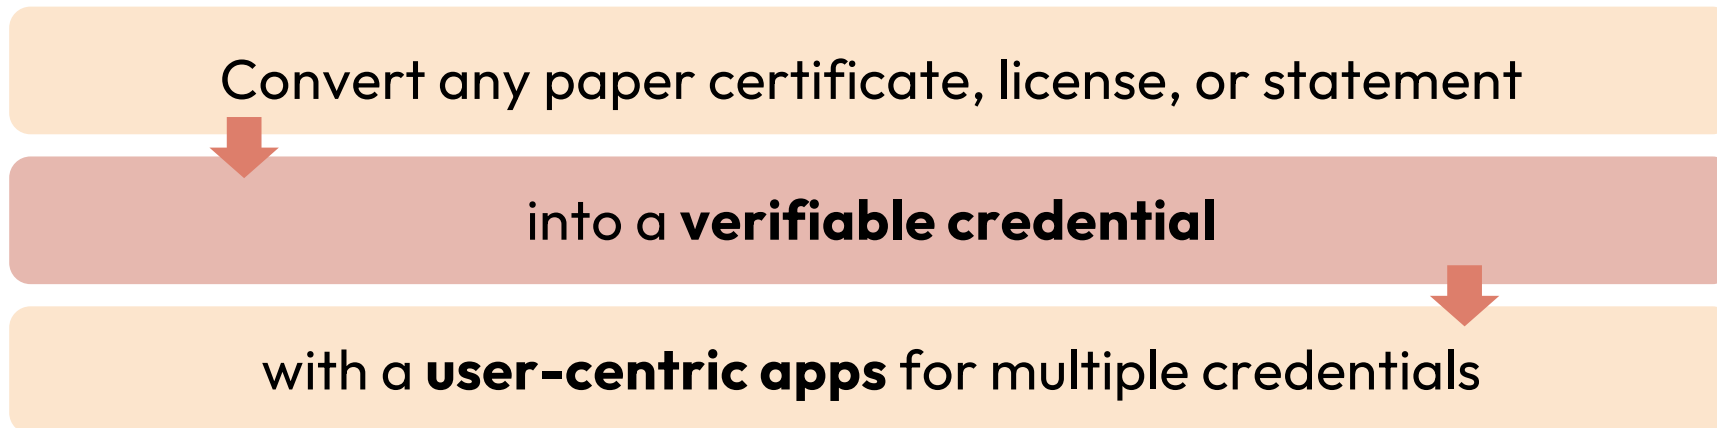 Convert any paper certificate, license, or statement
into a verifiable credential
with a user-centric apps for multiple credentials